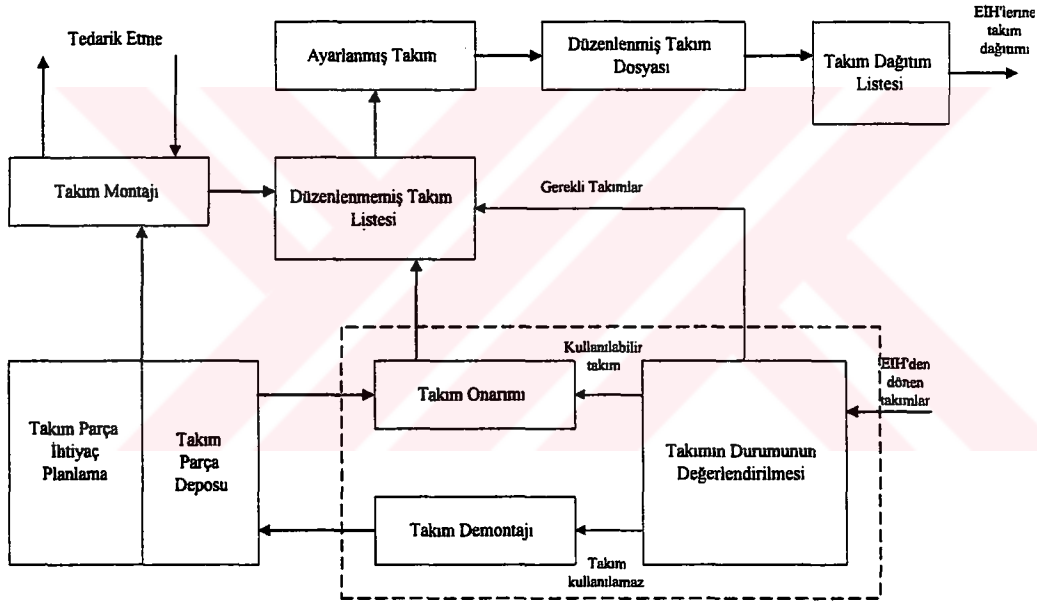 EIH'lerine
takım
dağıtımı
Tedarik Etme
Ayarlanmış Takım
Düzenlenmiş Takım
Dosyası
Takım Dağıtım
Listesi
Takım Montajı
Düzenlenmemiş Takım
Listesi
Gerekli Takımlar
Kullanılabilir
takım
EIH'den
dönen
takımlar
Takım Onarımı
Takım Parça
İhtiyaç
Planlama
Takım
Parça
Deposu
Takımın Durumunun
Değerlendirilmesi
Takım Demontajı
Takım
kullanılamaz